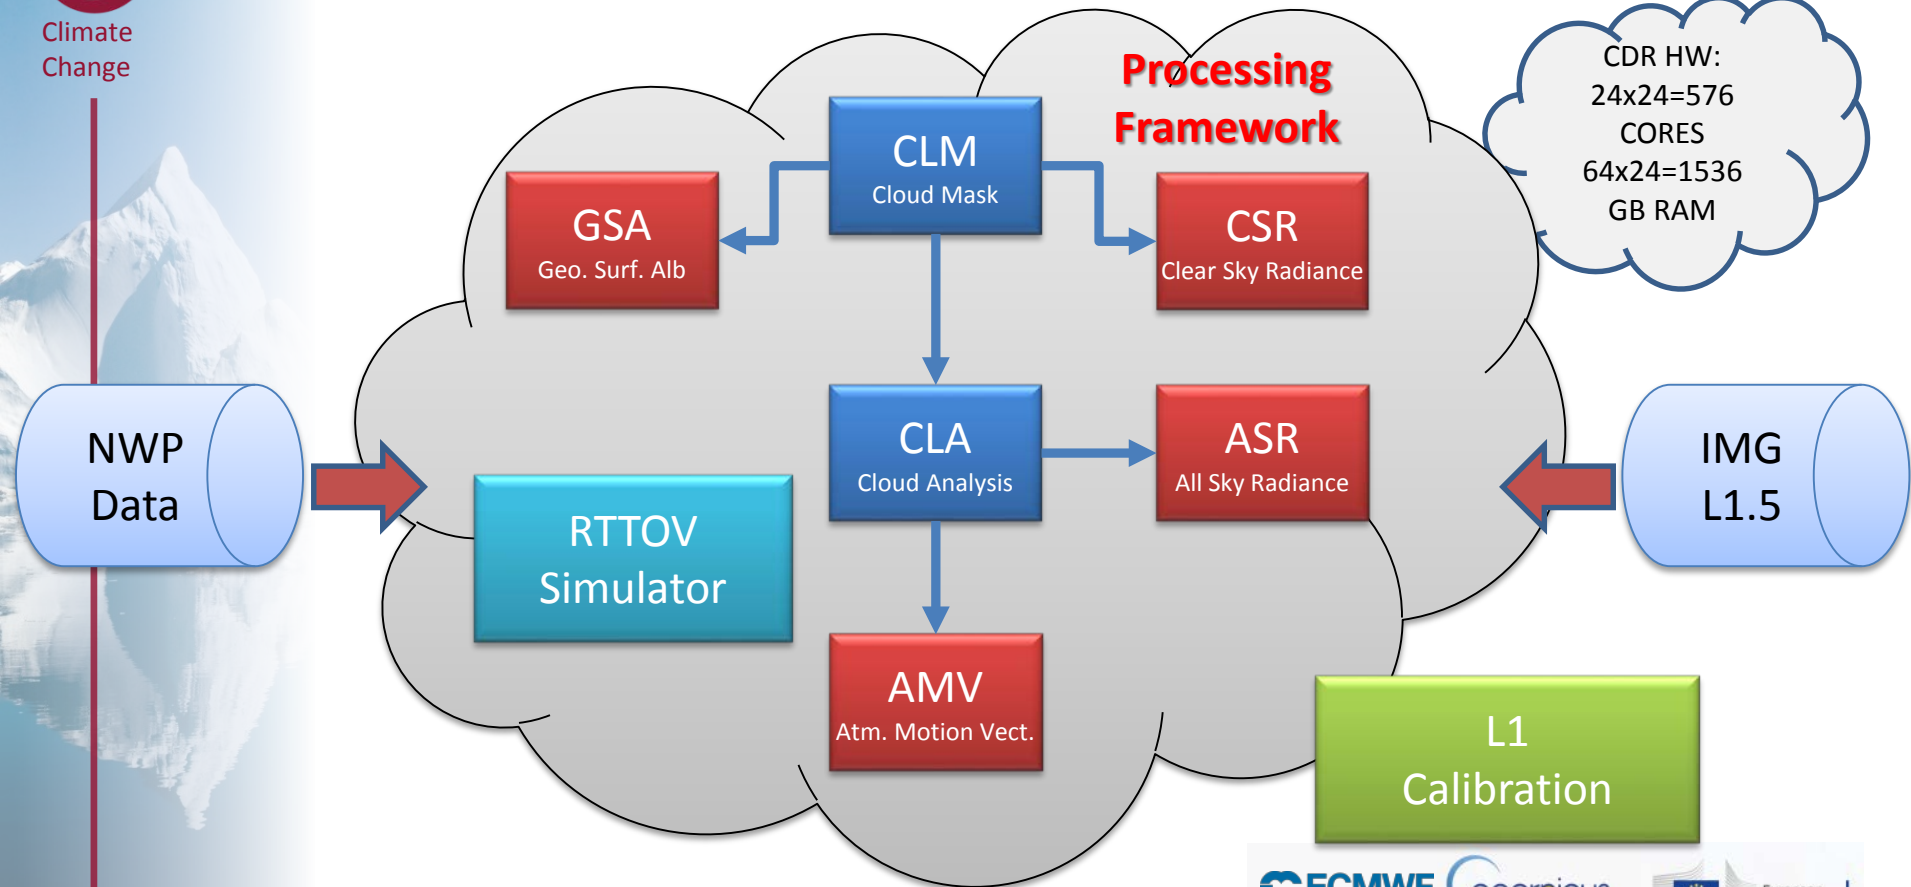 Climate
Change
Processing
Framework
CDR HW:
24x24=576
CORES
64x24=1536
GB RAM
CLM
Cloud Mask
GSA
Geo. Surf. Alb
CSR
Clear Sky Radiance
NWP
Data
CLA
Cloud Analysis
ASR
All Sky Radiance
IMG
L1.5
RTTOV
Simulator
AMV
Atm. Motion Vect.
L1
Calibration
ECMWF